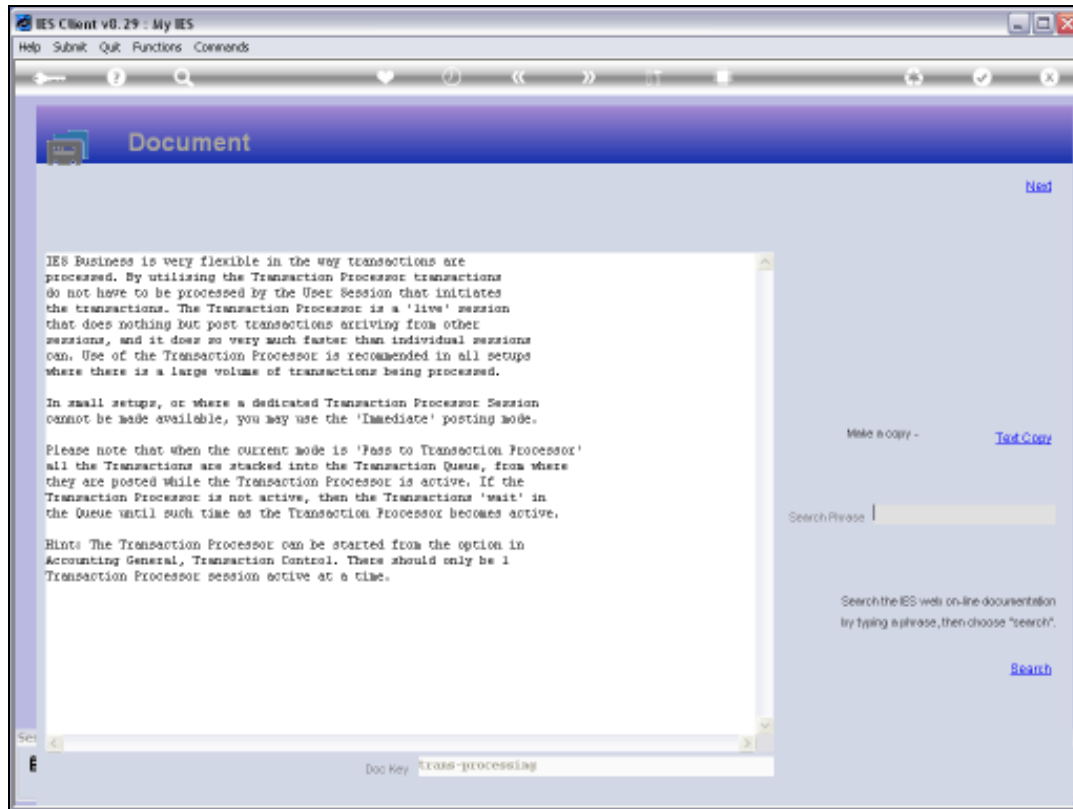 IES Client v8.29 : My IES
Help Submit Quit Functions Commands
Document
Next
IES Business is very flexible in the way transactions are
processed. By utilising the Transaction Processor transactions
do not have to be processed by the User Session that initiates
the transactions. The Transaction Processor is a 'live' session
that does nothing but post transactions arriving from other
sessions, and it does so very much faster than individual sessions
can. Use of the Transaction Processor is recommended in all setups
where there is a large volume of transactions being processed.
In small setups, or where a dedicated Transaction Processor Session
cannot be made available, you may use the 'Immediate' posting mode.
Please note that when the current mode is 'Pass to Transaction Processor'
all the Transactions are stacked into the Transaction Queue, from where
they are posted while the Transaction Processor is active. If the
Transaction Processor is not active, then the Transactions 'wait' in
the Queue until such time as the Transaction Processor becomes active.
Hint: The Transaction Processor can be started from the option in
Accounting General, Transaction Control. There should only be 1
Transaction Processor session active at a time.
Make a copy -
Text Copy
Search Phrase
Search the IES web on-line documentation
by typing a phrase, then choose "search".
Search
Ses
Doc Key trans-processing